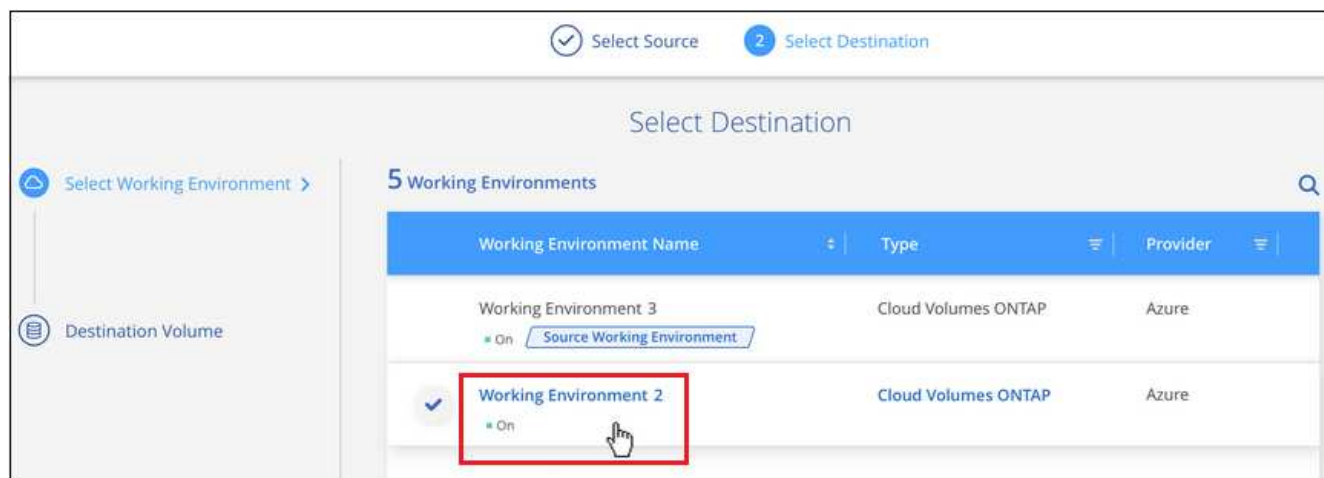 Select Source
2 Select Destination
Select Destination
Select Working Environment
Destination Volume
5 Working Environments
Working Environment Name Type Provider
Working Environment 3 Cloud Volumes ONTAP Azure
On Source Working Environment
Working Environment 2 Cloud Volumes ONTAP Azure
On